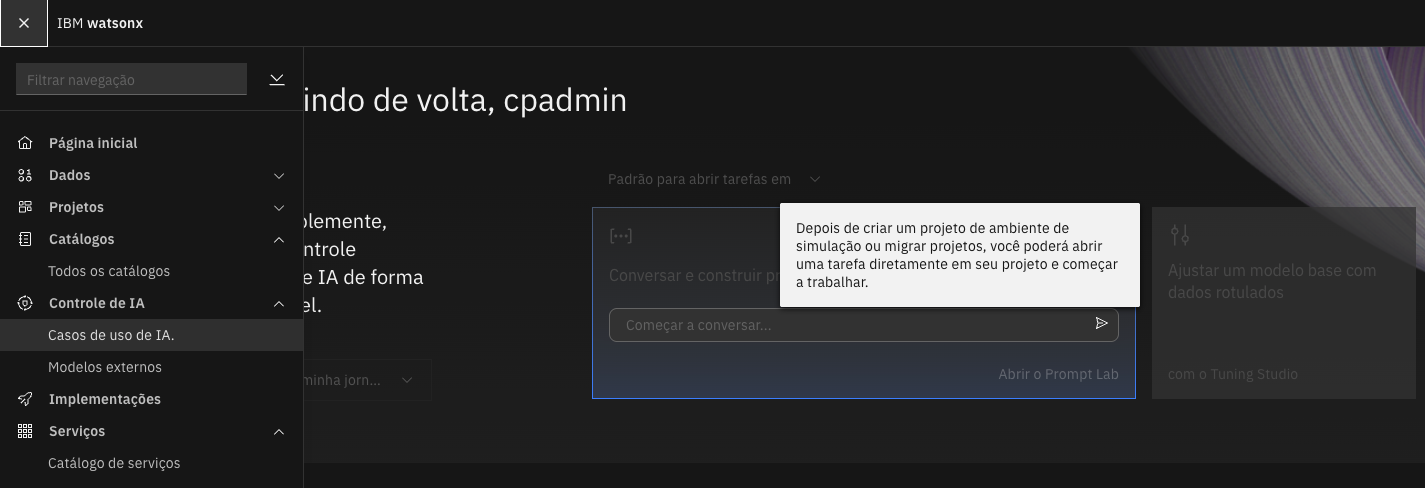 IBM watsonx
Filtrar navegação
indo de volta, cpadmin
Página inicial
Dados
Projetos
Catálogos
Todos os catálogos
Controle de IA
Casos de uso de IA.
Modelos externos
Implementações
Serviços
Catálogo de serviços
plemente,
ntrole
e IA de forma
el.
minha jorn...
Padrão para abrir tarefas em
Depois de criar um projeto de ambiente de
simulação ou migrar projetos, você poderá abrir
uma tarefa diretamente em seu projeto e começar
a trabalhar.
Conversar e construir
Começar a conversar...
Abrir o Prompt Lab
Ajustar um modelo base com
dados rotulados
com o Tuning Studio